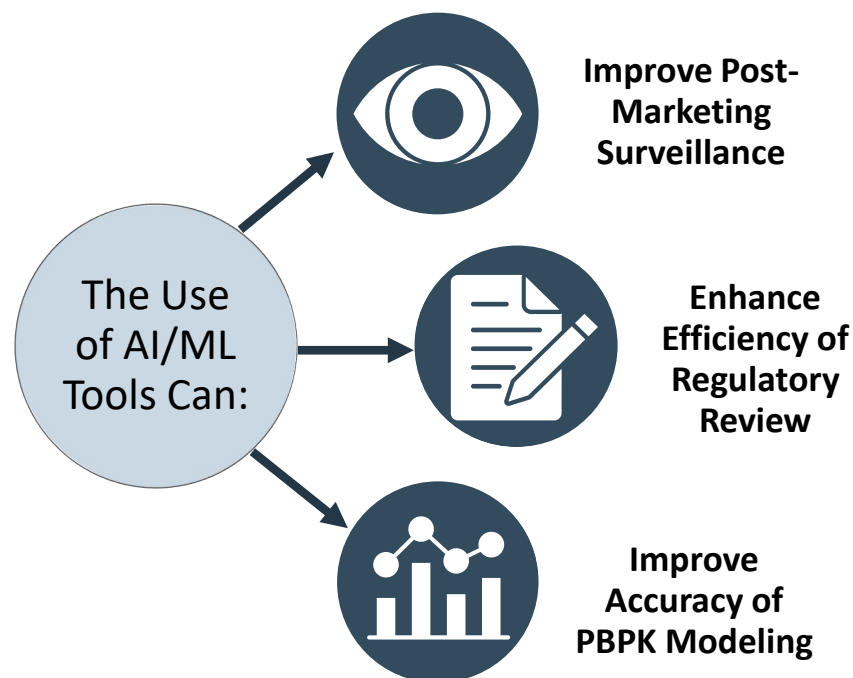 The Use
of AI/ML
Tools Can:
Improve Post-
Marketing
Surveillance
Enhance
Efficiency of
Regulatory
Review
Improve
Accuracy of
PBPK Modeling